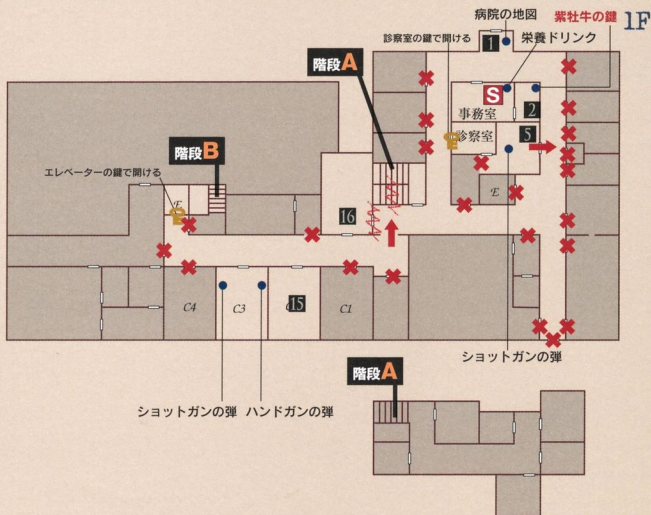 病院の地図
紫牡牛の鍵
1F
診察室の鍵で開ける
1
栄養ドリンク
階段A
S
2
事務室
5
診察室
階段B
エレベーターの鍵で開ける
E
E
16
C4
C3
15
C1
ショットガンの弾
階段A
ショットガンの弾
ハンドガンの弾